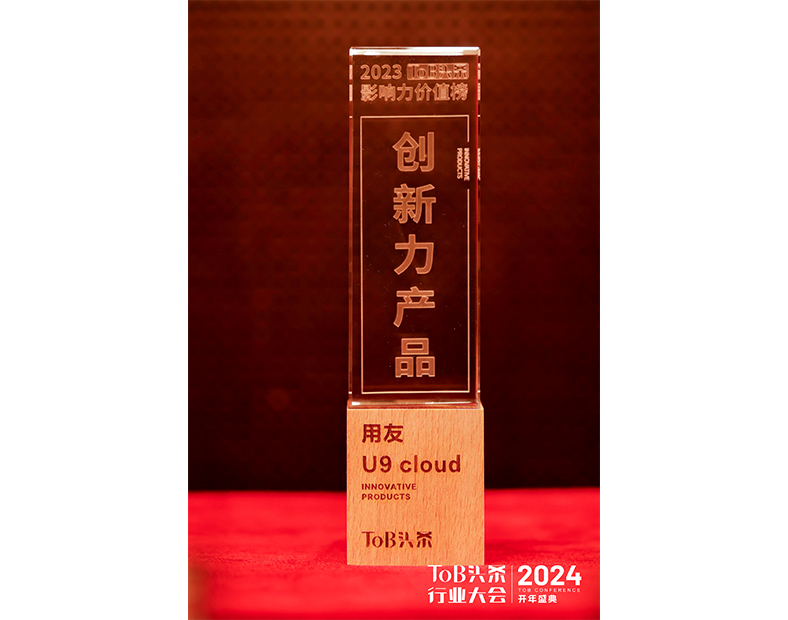 2023 ToB头条
影响力价值榜
创新力产品
INNOVATIVE
PRODUCTS
用友
U9 cloud
INNOVATIVE
PRODUCTS
ToB头条
ToB头条
行业大会
2024
TOB CONFERENCE
开年盛典